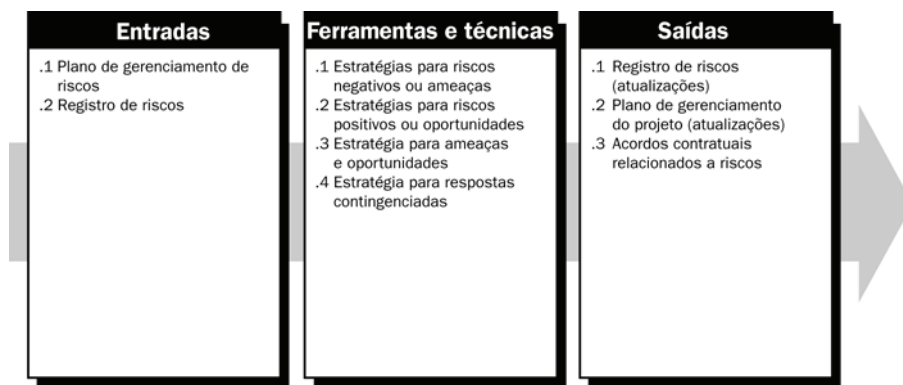 Entradas
.1 Plano de gerenciamento de
riscos
.2 Registro de riscos
Ferramentas e técnicas
.1 Estratégias para riscos
negativos ou ameaças
.2 Estratégias para riscos
positivos ou oportunidades
.3 Estratégia para ameaças
e oportunidades
.4 Estratégia para respostas
contingenciadas
Saídas
.1 Registro de riscos
(atualizações)
.2 Plano de gerenciamento
do projeto (atualizações)
.3 Acordos contratuais
relacionados a riscos